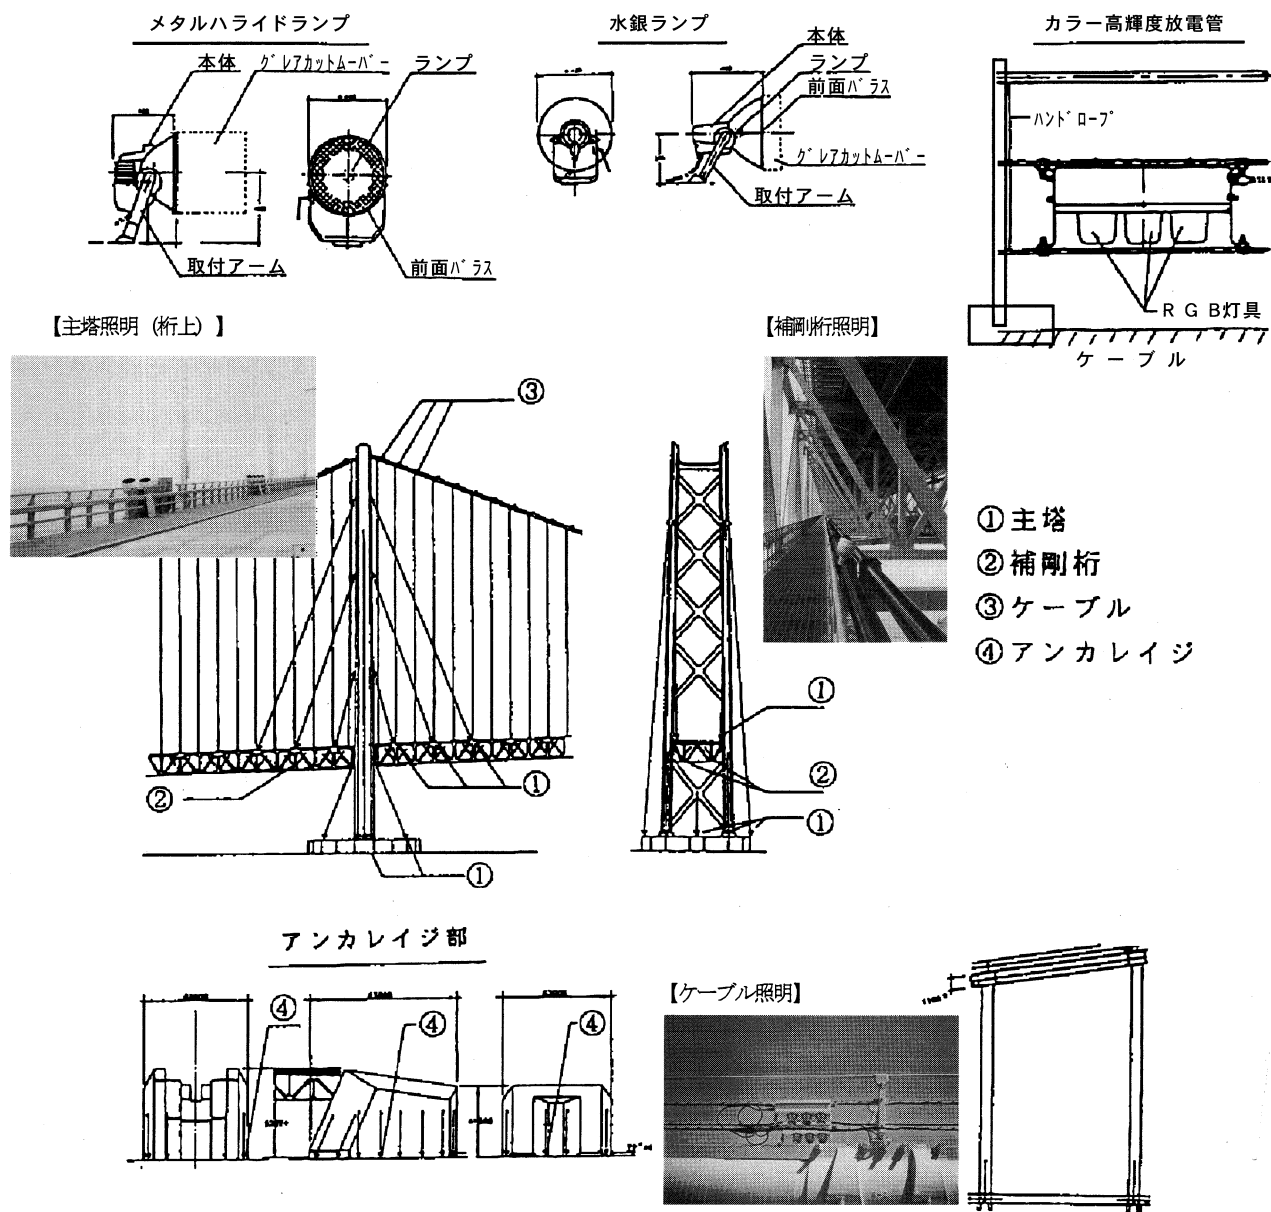 メタルハライドランプ
水銀ランプ
カラー高輝度放電管
本体
グレアカットムーバー
ランプ
取付アーム
前面バラス
本体
ランプ
前面バラス
グレアカットムーバー
取付アーム
ハンドロープ
RGB灯具
ケーブル
【主塔照明（桁上）】
【補剛桁照明】
③
①主塔
②補剛桁
③ケーブル
④アンカレイジ
①
②
①
②
①
①
アンカレイジ部
④
④
④
【ケーブル照明】